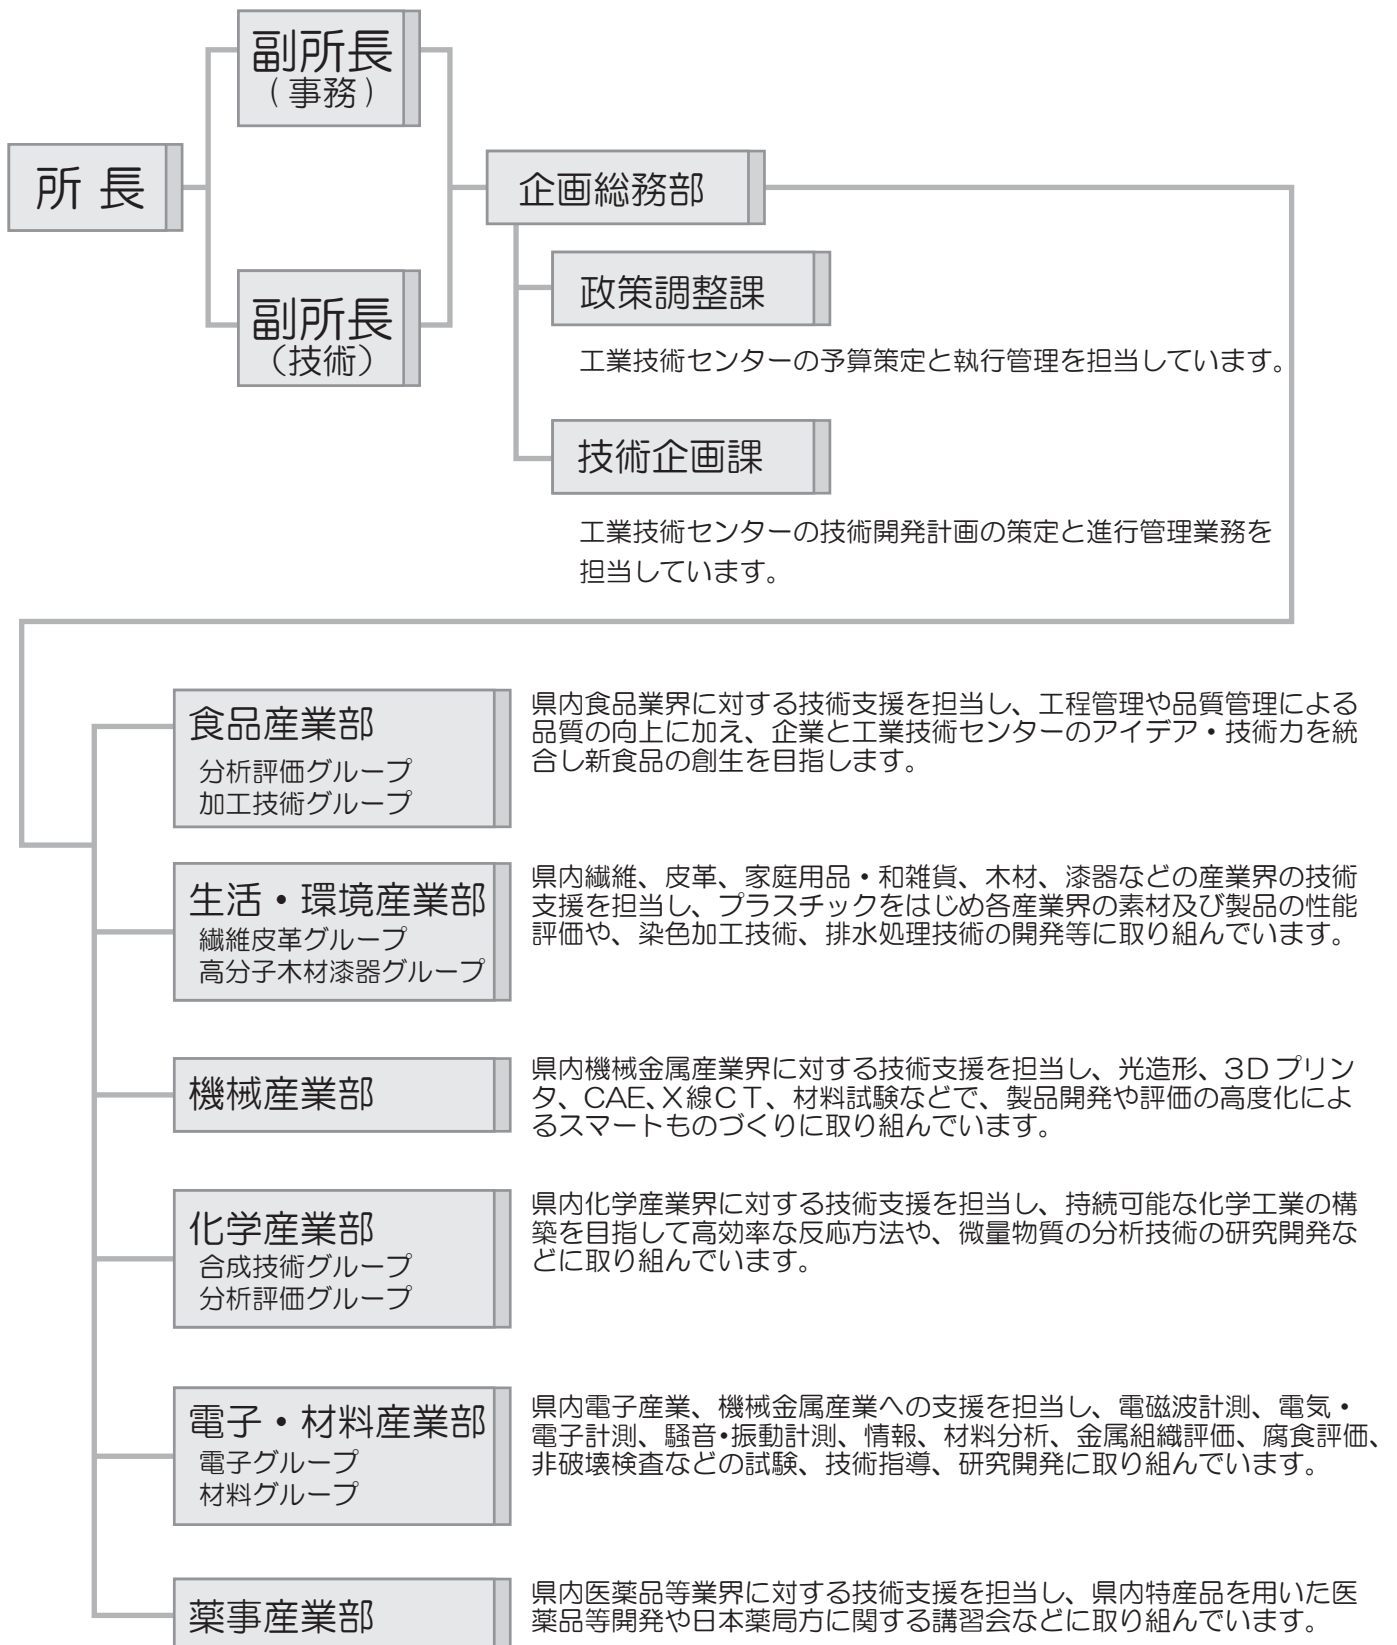 副所長
(事務)
所 長
企画総務部
副所長
(技術)
政策調整課
工業技術センターの予算策定と執行管理を担当しています。
技術企画課
工業技術センターの技術開発計画の策定と進行管理業務を
担当しています。
食品産業部
分析評価グループ
加工技術グループ
県内食品業界に対する技術支援を担当し、工程管理や品質管理による
品質の向上に加え、企業と工業技術センターのアイデア・技術力を統
合し新食品の創生を目指します。
生活・環境産業部
繊維皮革グループ
高分子木材漆器グループ
県内繊維、皮革、家庭用品・和雑貨、木材、漆器などの産業界の技術
支援を担当し、プラスチックをはじめ各産業界の素材及び製品の性能
評価や、染色加工技術、排水処理技術の開発等に取り組んでいます。
機械産業部
県内機械金属産業界に対する技術支援を担当し、光造形、3Dプリン
タ、CAE、X線CT、材料試験などで、製品開発や評価の高度化によ
るスマートものづくりに取り組んでいます。
化学産業部
合成技術グループ
分析評価グループ
県内化学産業界に対する技術支援を担当し、持続可能な化学工業の構
築を目指して高効率な反応方法や、微量物質の分析技術の研究開発な
どに取り組んでいます。
電子・材料産業部
電子グループ
材料グループ
県内電子産業、機械金属産業への支援を担当し、電磁波計測、電気・
電子計測、騒音・振動計測、情報、材料分析、金属組織評価、腐食評価、
非破壊検査などの試験、技術指導、研究開発に取り組んでいます。
薬事産業部
県内医薬品等業界に対する技術支援を担当し、県内特産品を用いた医
薬品等開発や日本薬局方に関する講習会などに取り組んでいます。